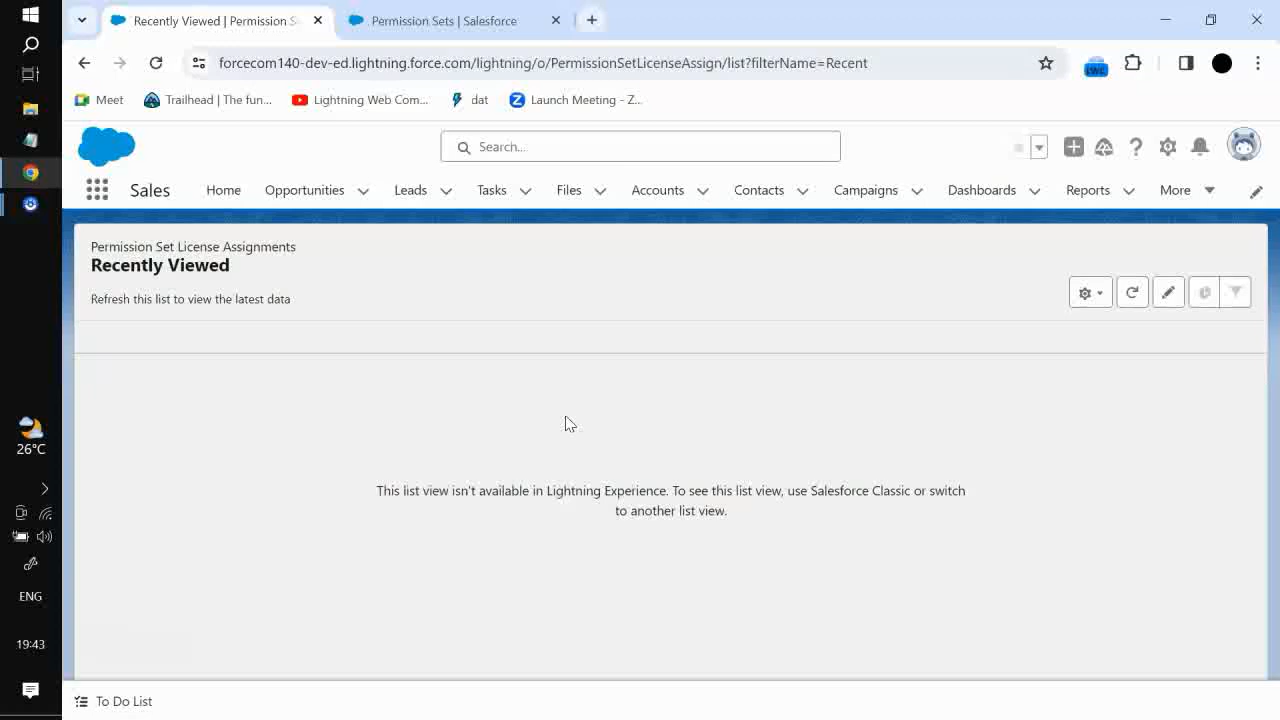 Recently Viewed | Permission S
Permission Sets | Salesforce
forcecom140-dev-ed.lightning.force.com/lightning/o/PermissionSetLicenseAssign/list?filterName=Recent
Meet
Trailhead | The fun...
Lightning Web Com...
dat
Launch Meeting - Z...
Search...
Sales
Home
Opportunities
Leads
Tasks
Files
Accounts
Contacts
Campaigns
Dashboards
Reports
More
Permission Set License Assignments
Recently Viewed
Refresh this list to view the latest data
This list view isn't available in Lightning Experience. To see this list view, use Salesforce Classic or switch
to another list view.
26°C
ENG
19:43
To Do List